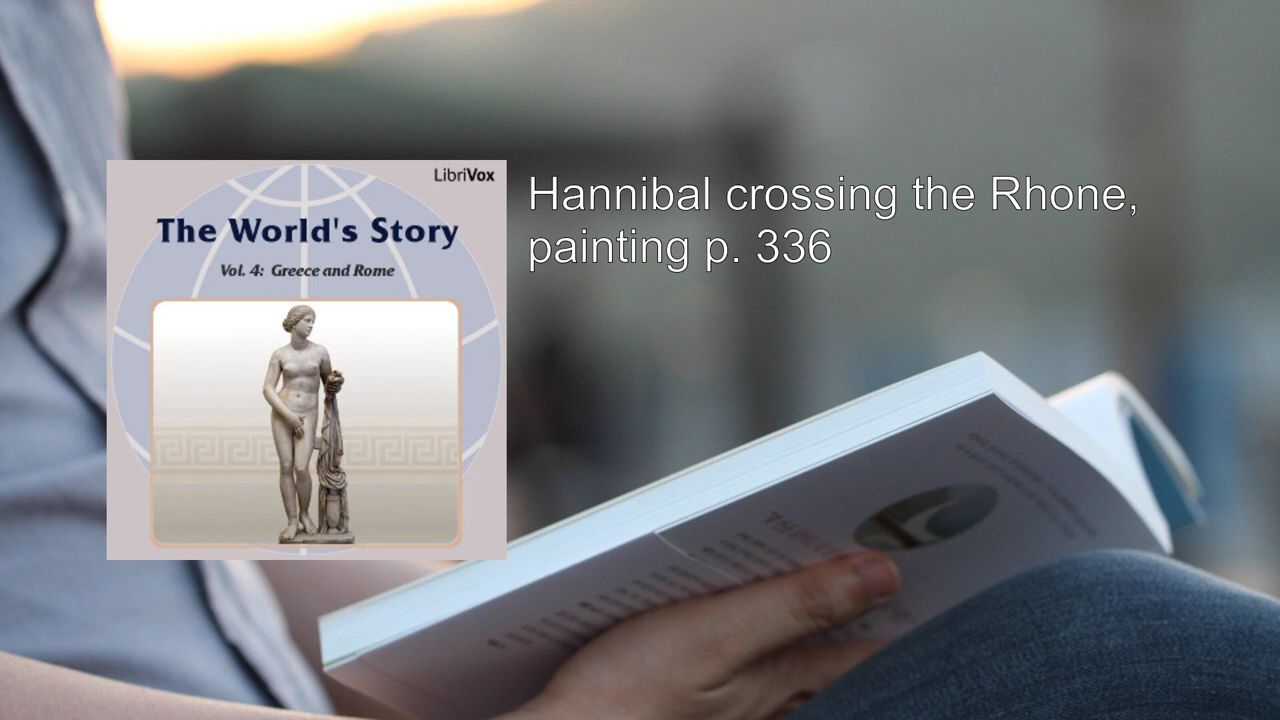 LibriVox
The World's Story
Vol. 4: Greece and Rome
Hannibal crossing the Rhone,
painting p. 336